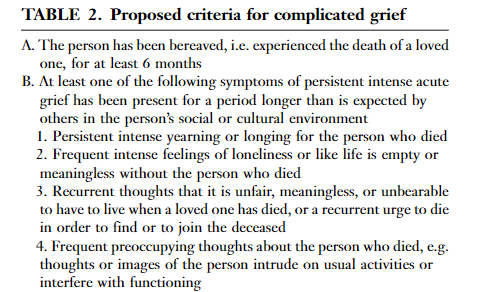 TABLE 2. Proposed criteria for complicated grief
A. The person has been bereaved, i.e. experienced the death of a loved
one, for at least 6 months
B. At least one of the following symptoms of persistent intense acute
grief has been present for a period longer than is expected by
others in the person's social or cultural environment
1. Persistent intense yearning or longing for the person who died
2. Frequent intense feelings of loneliness or like life is empty or
meaningless without the person who died
3. Recurrent thoughts that it is unfair, meaningless, or unbearable
to have to live when a loved one has died, or a recurrent urge to die
in order to find or to join the deceased
4. Frequent preoccupying thoughts about the person who died, e.g.
thoughts or images of the person intrude on usual activities or
interfere with functioning